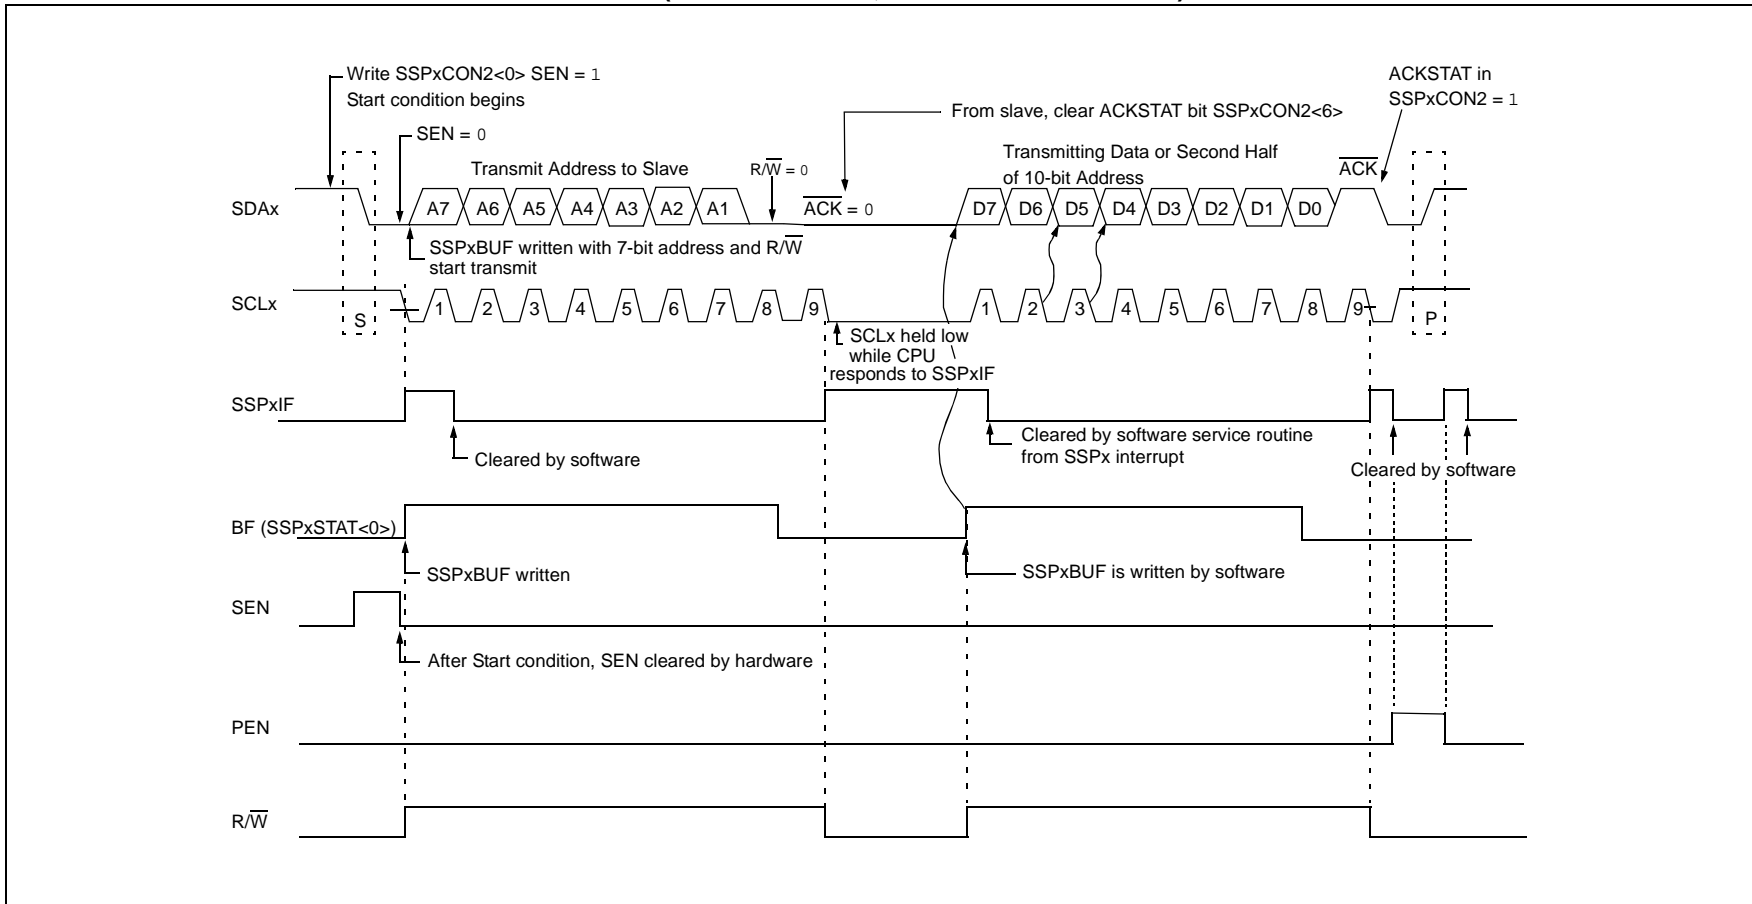 Write SSPxCON2<0> SEN = 1
Start condition begins
ACKSTAT in
SSPxCON2 = 1
From slave, clear ACKSTAT bit SSPxCON2<6>
SEN = 0
Transmit Address to Slave
R/W̅ = 0
Transmitting Data or Second Half
of 10-bit Address
A̅C̅K̅
SDAx
A7 A6 A5 A4 A3 A2 A1
A̅C̅K̅ = 0
D7 D6 D5 D4 D3 D2 D1 D0
SSPxBUF written with 7-bit address and R/W̅
start transmit
SCLx
S
1 2 3 4 5 6 7 8 9
1 2 3 4 5 6 7 8 9
P
SCLx held low
while CPU
responds to SSPxIF
SSPxIF
Cleared by software
Cleared by software service routine
from SSPx interrupt
Cleared by software
BF (SSPxSTAT<0>)
SSPxBUF written
SSPxBUF is written by software
SEN
After Start condition, SEN cleared by hardware
PEN
R/W̅